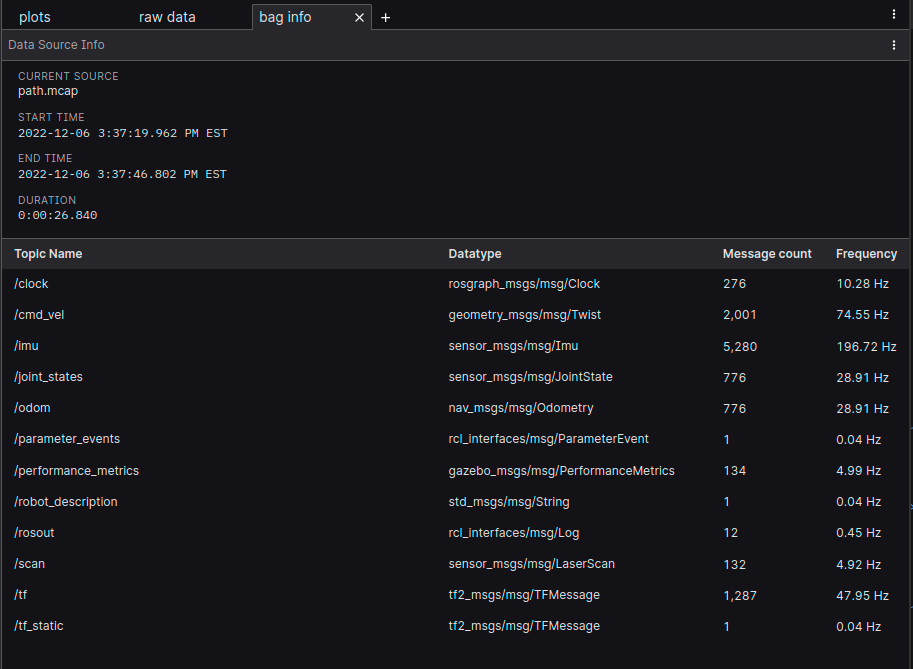 plots raw data bag info
Data Source Info
CURRENT SOURCE
path.mcap
START TIME
2022-12-06 3:37:19.962 PM EST
END TIME
2022-12-06 3:37:46.802 PM EST
DURATION
0:00:26.840
Topic Name Datatype Message count Frequency
/clock rosgraph_msgs/msg/Clock 276 10.28 Hz
/cmd_vel geometry_msgs/msg/Twist 2,001 74.55 Hz
/imu sensor_msgs/msg/Imu 5,280 196.72 Hz
/joint_states sensor_msgs/msg/JointState 776 28.91 Hz
/odom nav_msgs/msg/Odometry 776 28.91 Hz
/parameter_events rcl_interfaces/msg/ParameterEvent 1 0.04 Hz
/performance_metrics gazebo_msgs/msg/PerformanceMetrics 134 4.99 Hz
/robot_description std_msgs/msg/String 1 0.04 Hz
/rosout rcl_interfaces/msg/Log 12 0.45 Hz
/scan sensor_msgs/msg/LaserScan 132 4.92 Hz
/tf tf2_msgs/msg/TFMessage 1,287 47.95 Hz
/tf_static tf2_msgs/msg/TFMessage 1 0.04 Hz